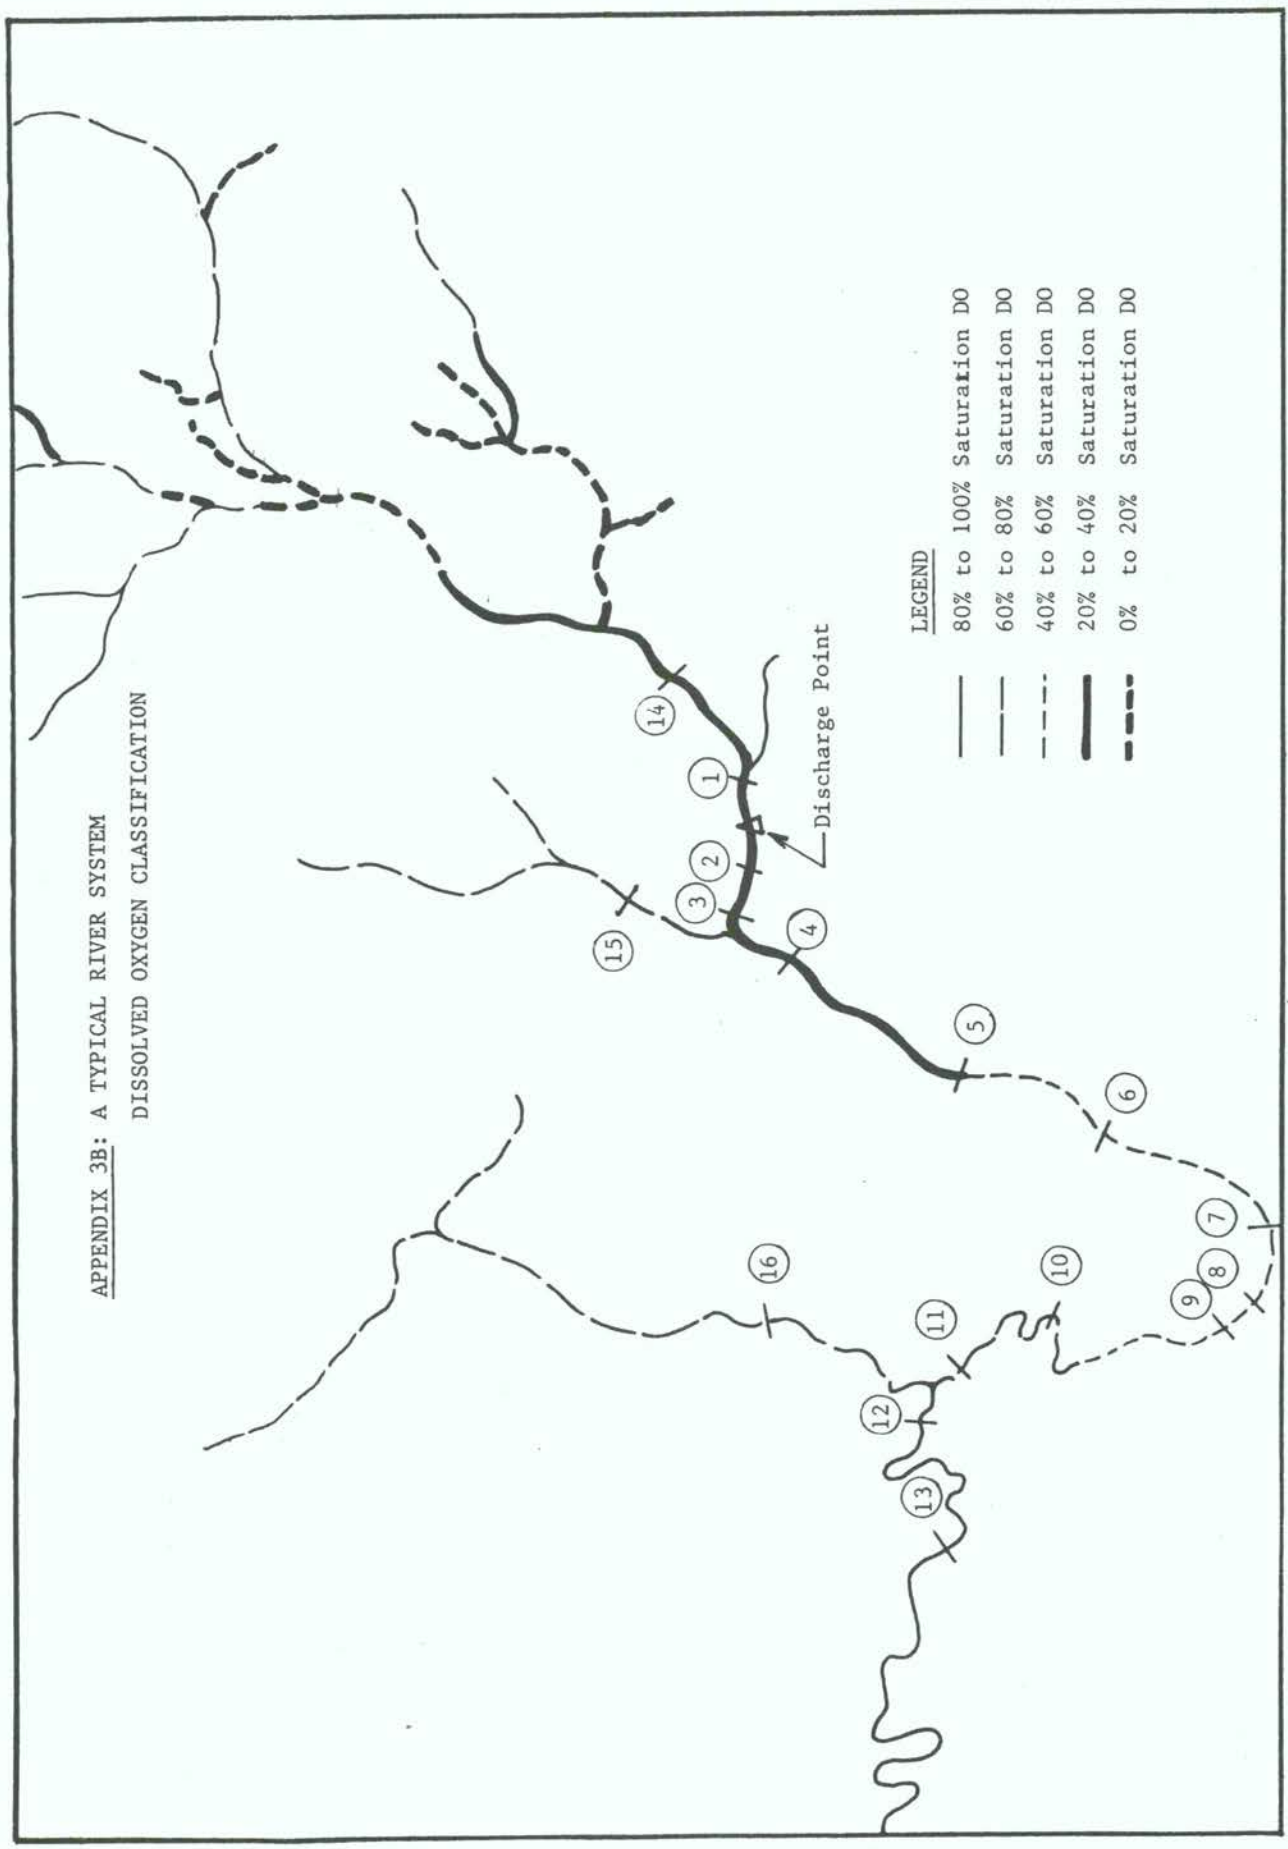 APPENDIX 3B: A TYPICAL RIVER SYSTEM
DISSOLVED OXYGEN CLASSIFICATION
14
1
2
3
15
4
Discharge Point
5
6
7
8
9
10
16
11
12
13
LEGEND
80% to 100% Saturation DO
60% to 80% Saturation DO
40% to 60% Saturation DO
20% to 40% Saturation DO
0% to 20% Saturation DO